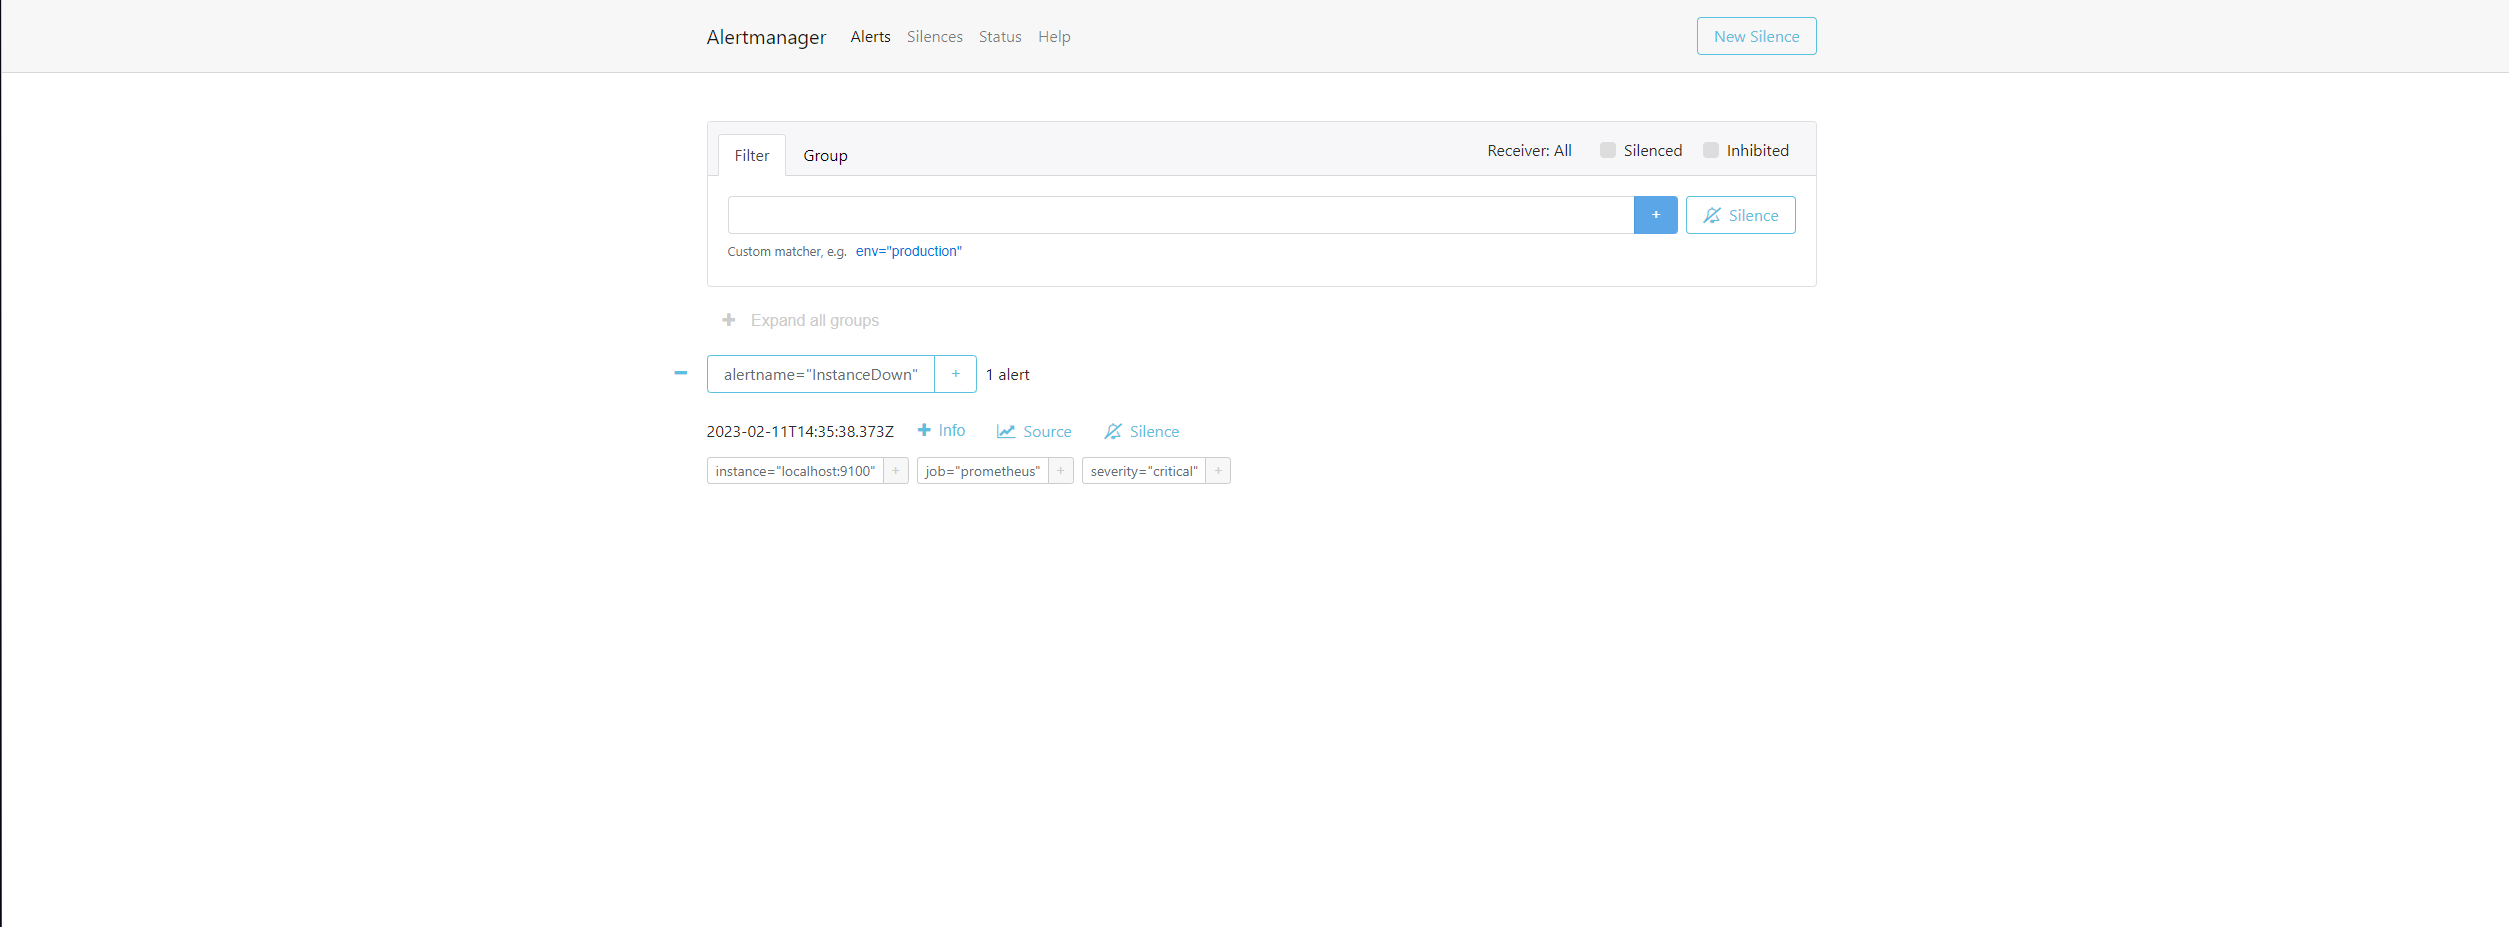 Alertmanager Alerts Silences Status Help New Silence
Filter Group Receiver: All Silenced Inhibited
+ Silence
Custom matcher, e.g. env="production"
+ Expand all groups
− alertname="InstanceDown" + 1 alert
2023-02-11T14:35:38.373Z + Info Source Silence
instance="localhost:9100" + job="prometheus" + severity="critical" +